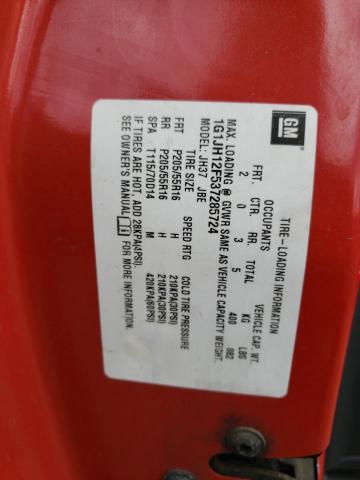 GM
TIRE-LOADING INFORMATION
OCCUPANTS VEHICLE CAP. WT.
FRT. CTR. RR. TOTAL KG LBS
2 0 3 5 400 882
MAX. LOADING @ GVWR SAME AS VEHICLE CAPACITY WEIGHT.
1G1JH12F537285724
MODEL: JH37 JBE
TIRE SIZE SPEED RTG COLD TIRE PRESSURE
FRT P205/55R16 H 210KPA(30PSI)
RR P205/55R16 H 210KPA(30PSI)
SPA T115/70D14 M 420KPA(60PSI)
IF TIRES ARE HOT, ADD 28KPA(4PSI).
SEE OWNER'S MANUAL FOR MORE INFORMATION.